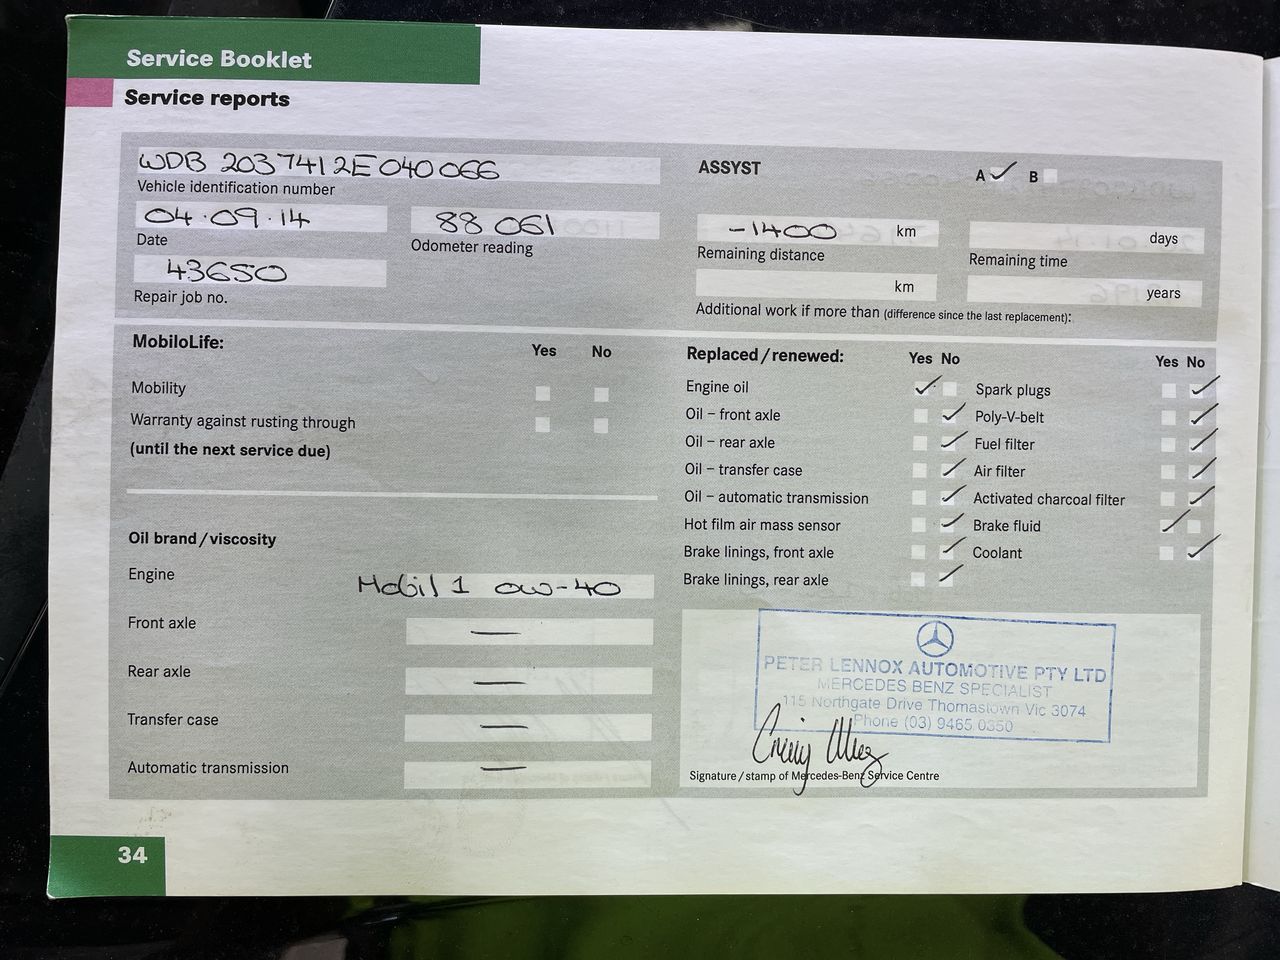 Service Booklet
Service reports
WDB 2037412E040066
Vehicle identification number
04.09.14
Date
88 061
Odometer reading
43650
Repair job no.
ASSYST
A ✓ B
-1400 km
Remaining distance
days
Remaining time
km
years
Additional work if more than (difference since the last replacement):
MobiloLife:
Yes No
Mobility
Warranty against rusting through
(until the next service due)
Oil brand/viscosity
Engine
Mobil 1 0W-40
Front axle —
Rear axle —
Transfer case —
Automatic transmission —
Replaced/renewed:
Yes No
Engine oil ✓
Oil – front axle ✓
Oil – rear axle ✓
Oil – transfer case ✓
Oil – automatic transmission ✓
Hot film air mass sensor ✓
Brake linings, front axle ✓
Brake linings, rear axle ✓
Yes No
Spark plugs ✓
Poly-V-belt ✓
Fuel filter ✓
Air filter ✓
Activated charcoal filter ✓
Brake fluid ✓
Coolant ✓
PETER LENNOX AUTOMOTIVE PTY LTD
MERCEDES BENZ SPECIALIST
115 Northgate Drive Thomastown Vic 3074
Phone (03) 9465 0350
Signature/stamp of Mercedes-Benz Service Centre
34